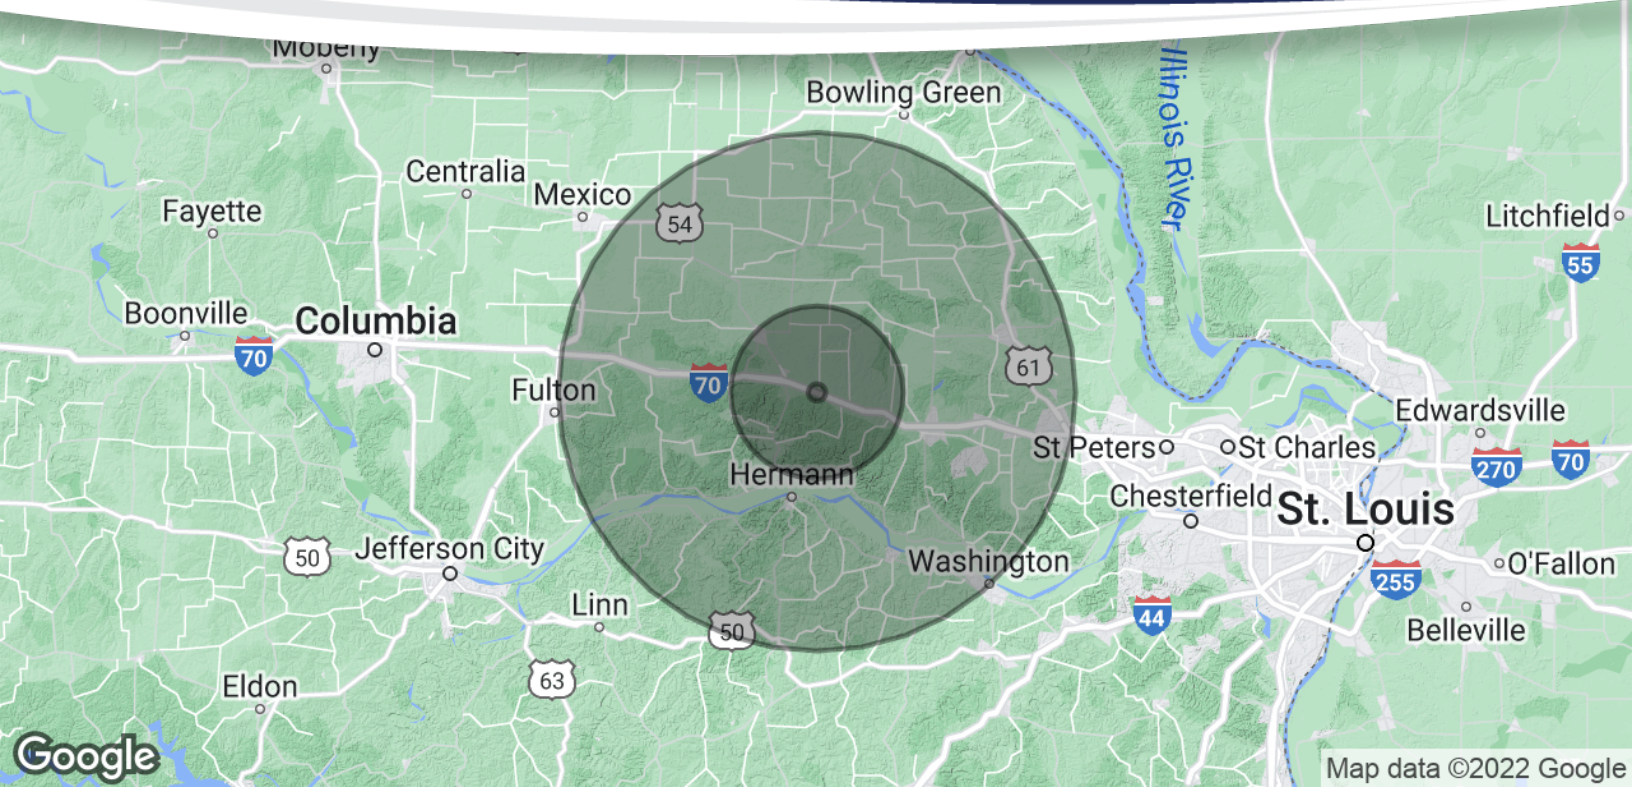 Moberly
Bowling Green
Illinois River
Centralia
Mexico
Fayette
54
Litchfield
55
Boonville
Columbia
70
61
Fulton
70
Edwardsville
St Peters
St Charles
270
70
Hermann
Chesterfield
St. Louis
50
Jefferson City
Washington
O'Fallon
255
Linn
44
50
Belleville
63
Eldon
Google
Map data ©2022 Google